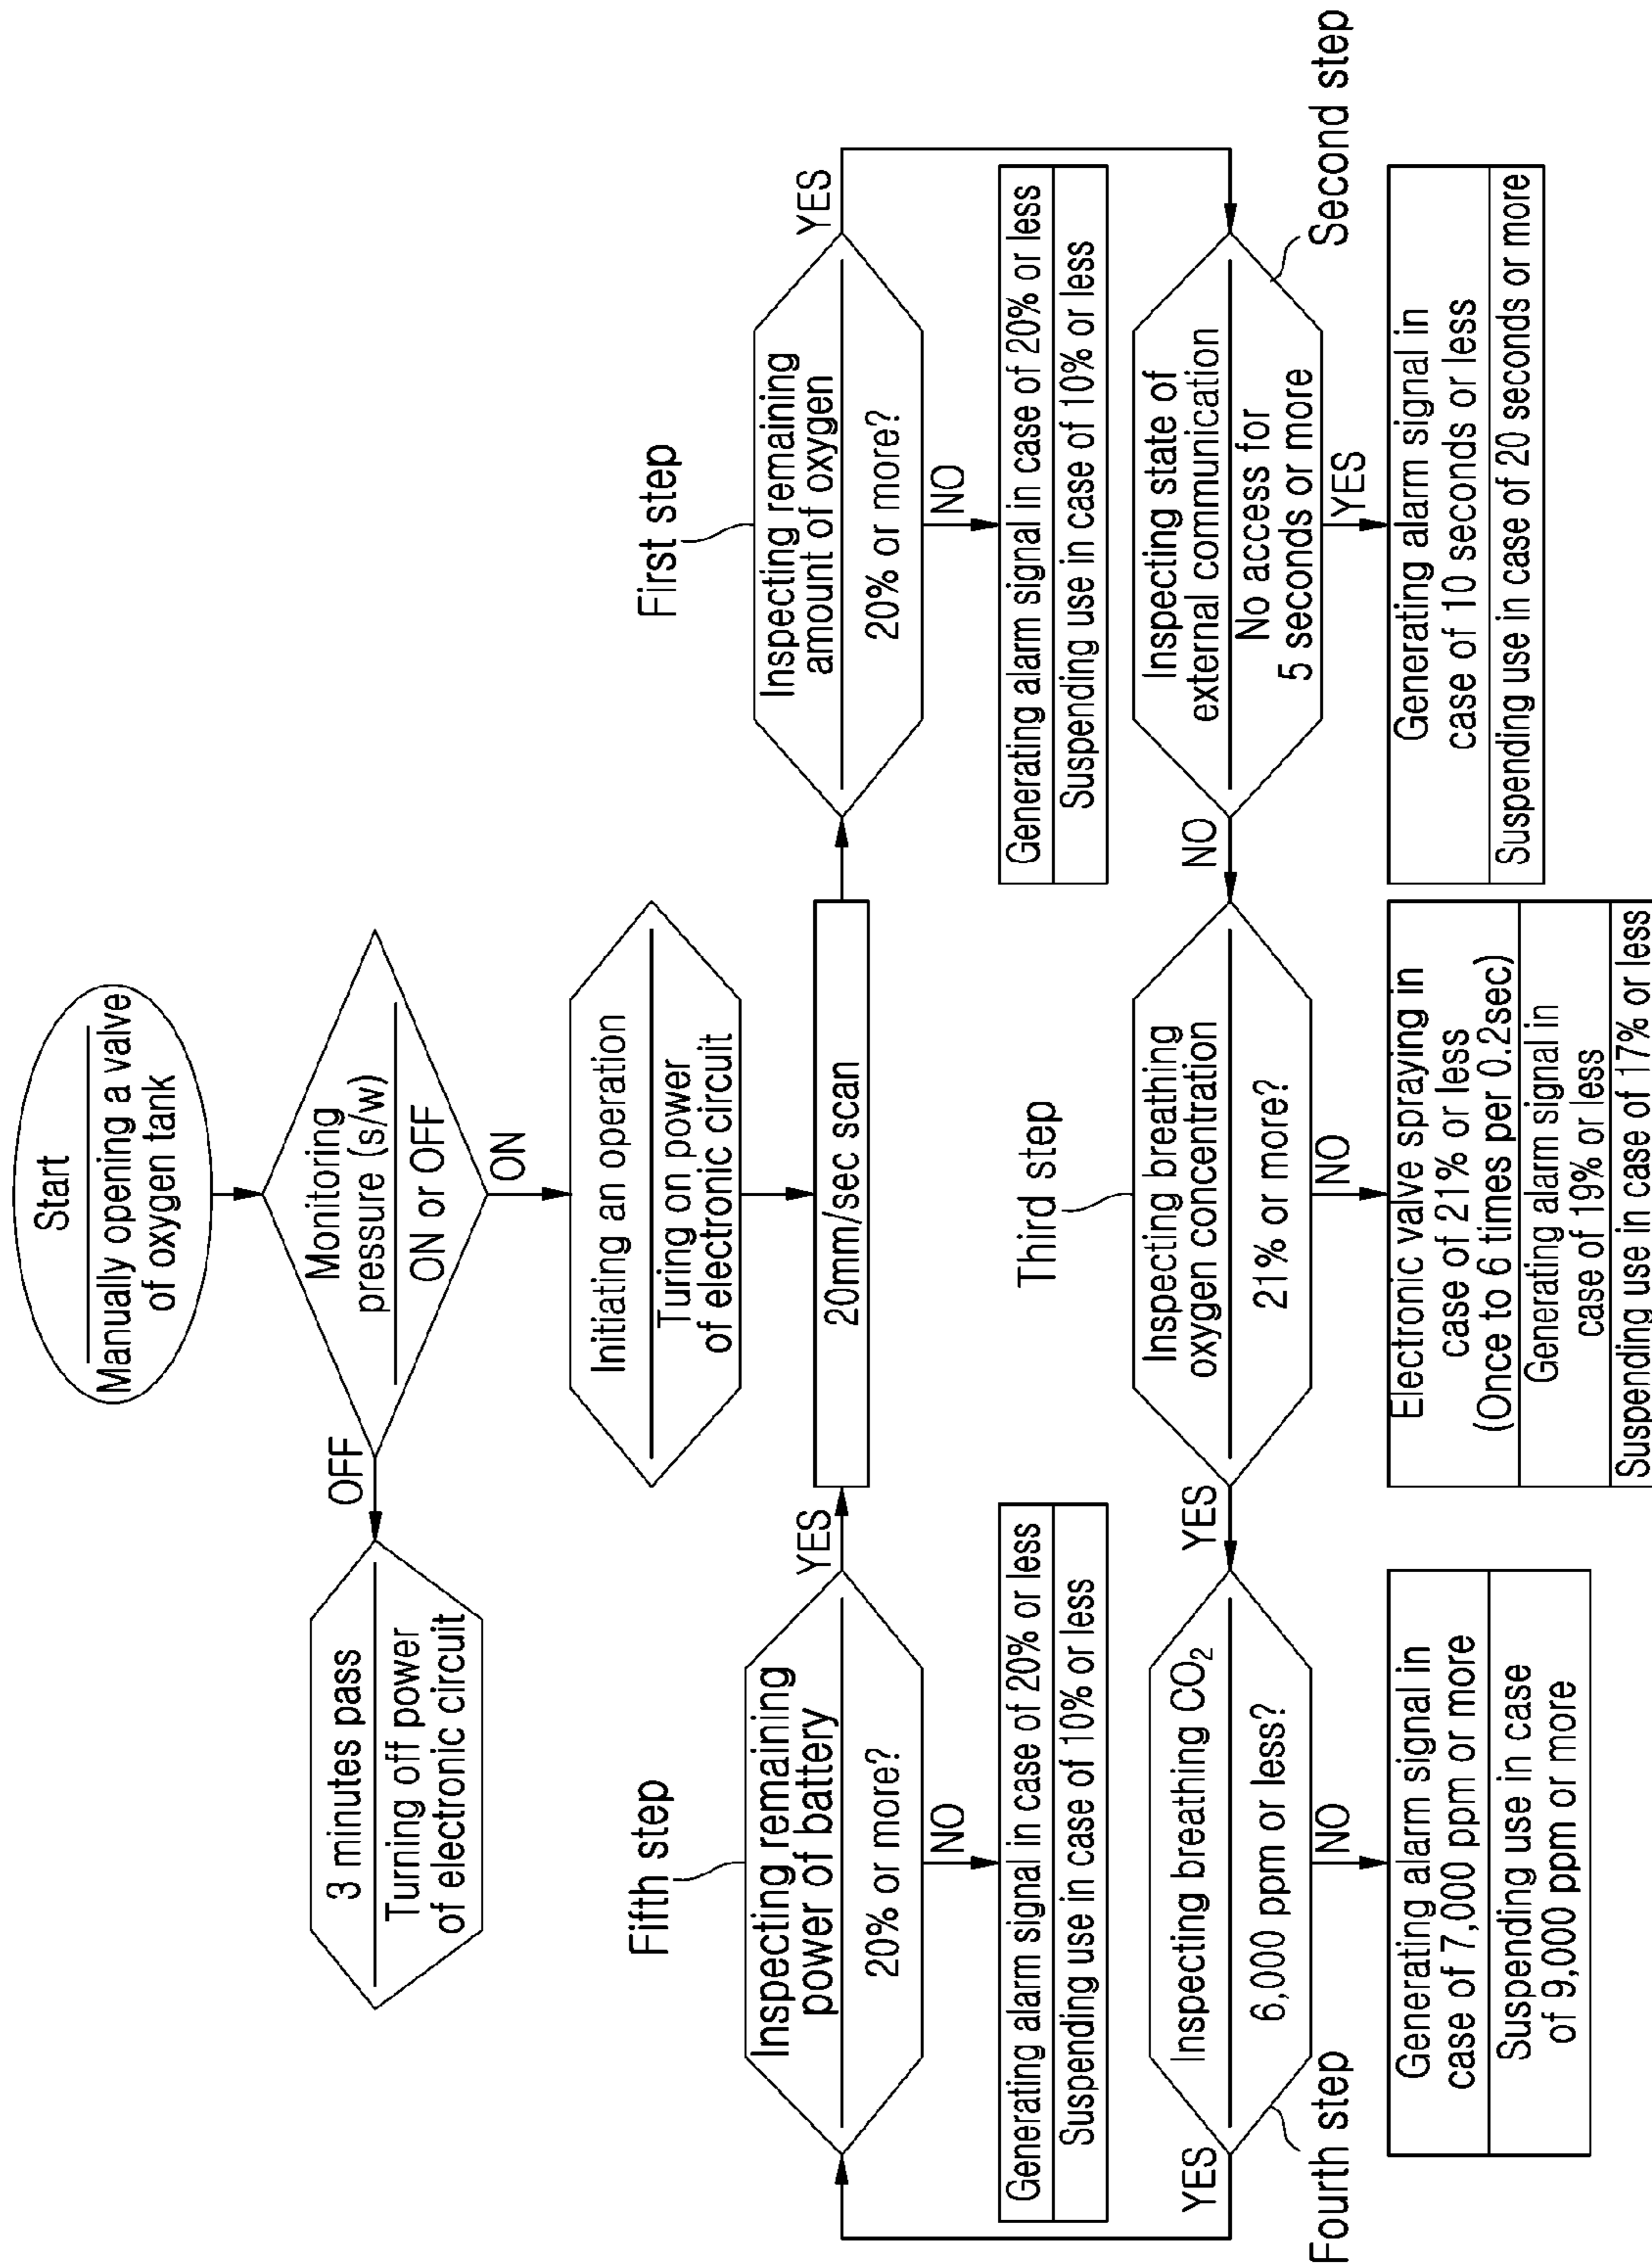 Start
Manually opening a valve
of oxygen tank
Monitoring
pressure (s/w)
ON or OFF
OFF
ON
3 minutes pass
Turning off power
of electronic circuit
Initiating an operation
Turing on power
of electronic circuit
20mm/sec scan
First step
Inspecting remaining
amount of oxygen
20% or more?
YES
NO
Generating alarm signal in case of 20% or less
Suspending use in case of 10% or less
Second step
Inspecting state of
external communication
No access for
5 seconds or more
NO
YES
Generating alarm signal in
case of 10 seconds or less
Suspending use in case of 20 seconds or more
Third step
Inspecting breathing
oxygen concentration
21% or more?
YES
NO
Electronic valve spraying in
case of 21% or less
(Once to 6 times per 0.2sec)
Generating alarm signal in
case of 19% or less
Suspending use in case of 17% or less
Fourth step
Inspecting breathing CO₂
6,000 ppm or less?
YES
NO
Generating alarm signal in
case of 7,000 ppm or more
Suspending use in case
of 9,000 ppm or more
Fifth step
Inspecting remaining
power of battery
20% or more?
YES
NO
Generating alarm signal in case of 20% or less
Suspending use in case of 10% or less